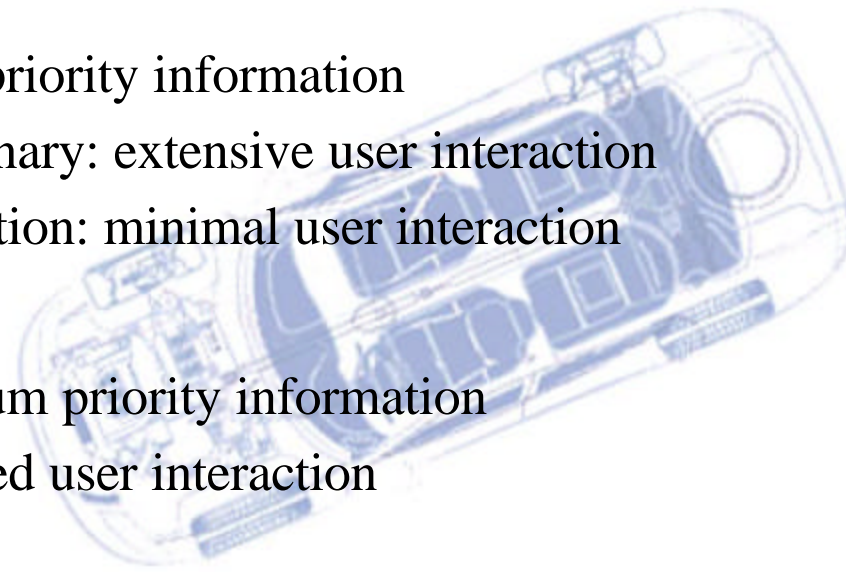 priority information
nary: extensive user interaction
tion: minimal user interaction
um priority information
ed user interaction